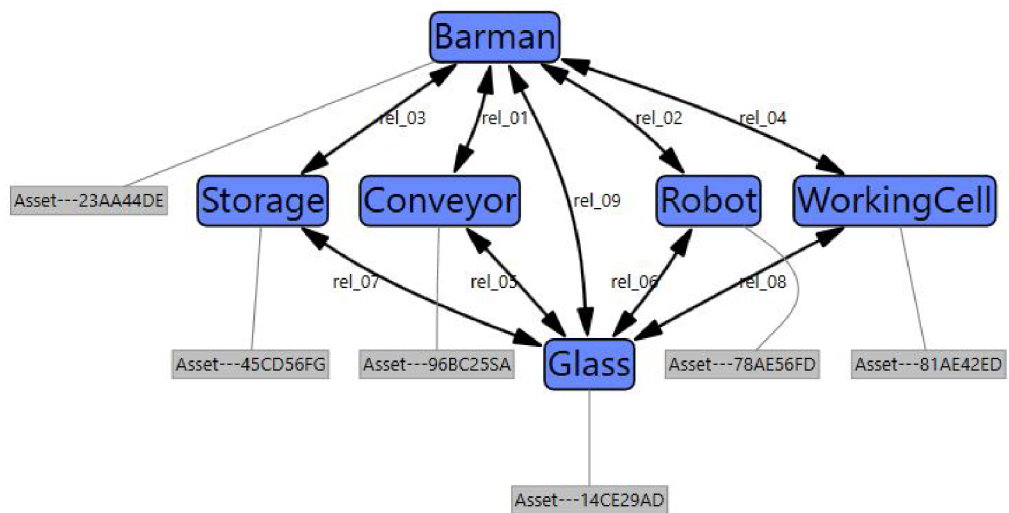 Barman
rel_03
rel_01
rel_02
rel_04
Asset---23AA44DE
Storage
Conveyor
rel_09
Robot
WorkingCell
rel_07
rel_05
rel_06
rel_08
Asset---45CD56FG
Asset---96BC25SA
Glass
Asset---78AE56FD
Asset---81AE42ED
Asset---14CE29AD